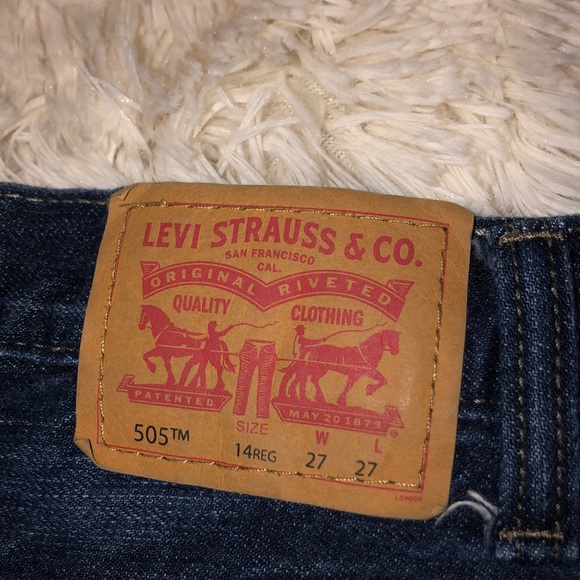 LEVI STRAUSS & CO.
SAN FRANCISCO
CAL.
ORIGINAL RIVETED
QUALITY CLOTHING
PATENTED MAY 20 1873 ®
SIZE W L
505™ 14REG 27 27